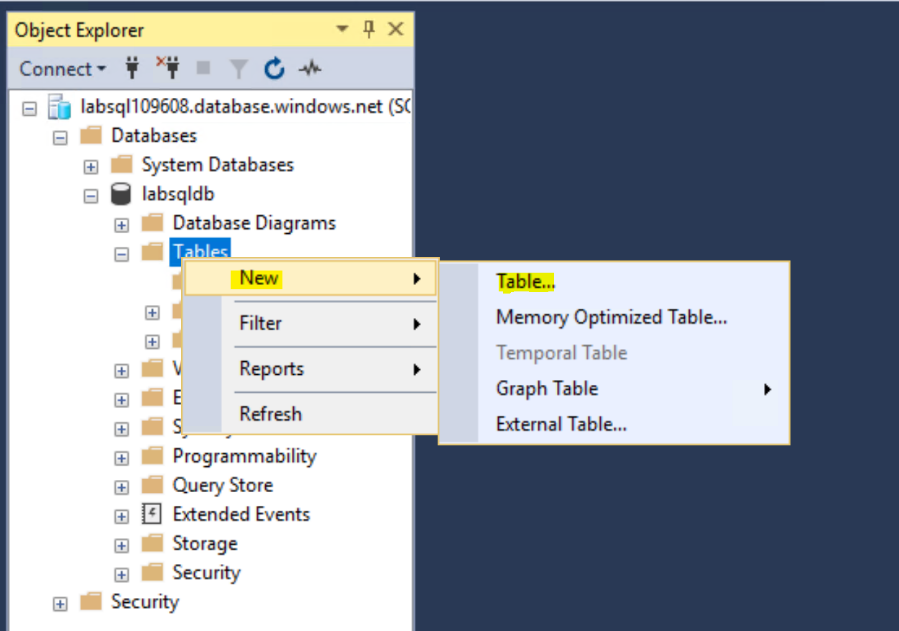 Object Explorer
Connect
labsql109608.database.windows.net (SC
Databases
System Databases
labsqldb
Database Diagrams
Tables
New
Table...
Memory Optimized Table...
Filter
Temporal Table
Reports
Graph Table
Refresh
External Table...
Programmability
Query Store
Extended Events
Storage
Security
Security